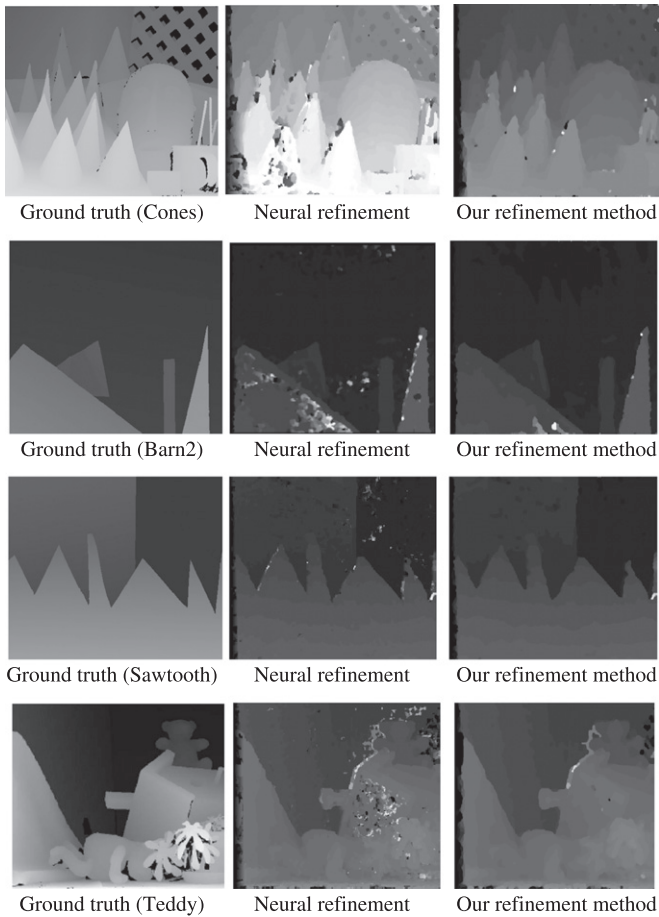 Ground truth (Cones) Neural refinement Our refinement method
Ground truth (Barn2) Neural refinement Our refinement method
Ground truth (Sawtooth) Neural refinement Our refinement method
Ground truth (Teddy) Neural refinement Our refinement method